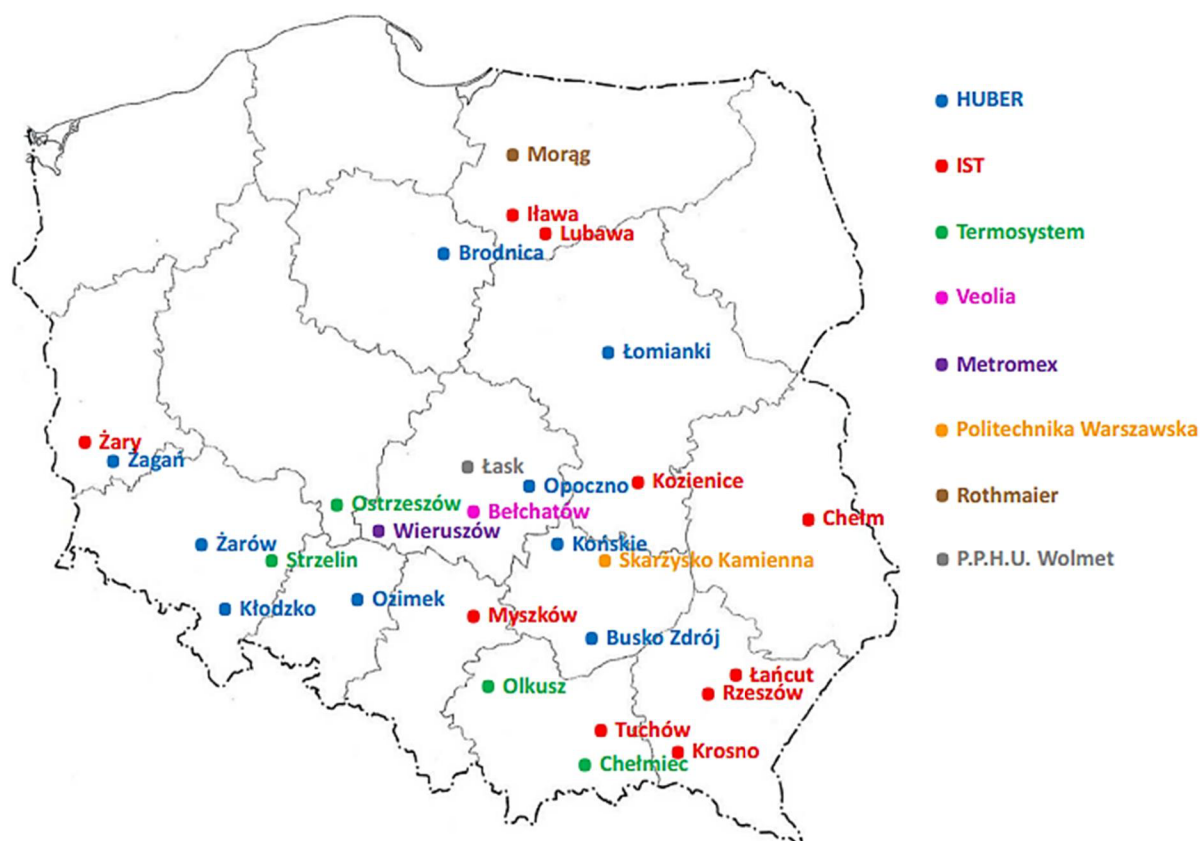 HUBER
IST
Termosystem
Veolia
Metromex
Politechnika Warszawska
Rothmaier
P.P.H.U. Wolmet
Morąg
Iława
Lubawa
Brodnica
Łomianki
Żary
Żagań
Łask
Opoczno
Kozienice
Ostrzeszów
Bełchatów
Chełm
Wieruszów
Żarów
Końskie
Strzelin
Skarżysko Kamienna
Ozimek
Kłodzko
Myszków
Busko Zdrój
Łańcut
Olkusz
Rzeszów
Tuchów
Krosno
Chełmiec